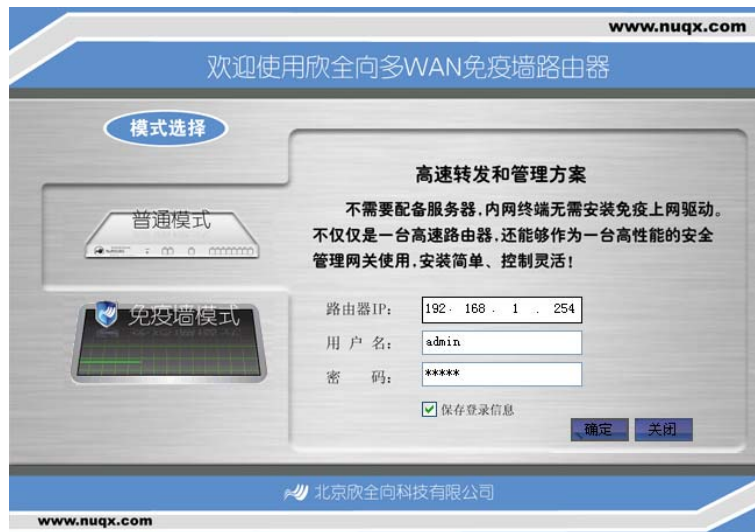 www.nuqx.com
欢迎使用欣全向多WAN免疫墙路由器
模式选择
普通模式
免疫墙模式
高速转发和管理方案
不需要配备服务器,内网终端无需安装免疫上网驱动。
不仅仅是一台高速路由器,还能够作为一台高性能的安全
管理网关使用,安装简单、控制灵活!
路由器IP: 192. 168. 1 . 254
用 户 名: admin
密 码: *****
保存登录信息
确定 关闭
北京欣全向科技有限公司
www.nuqx.com